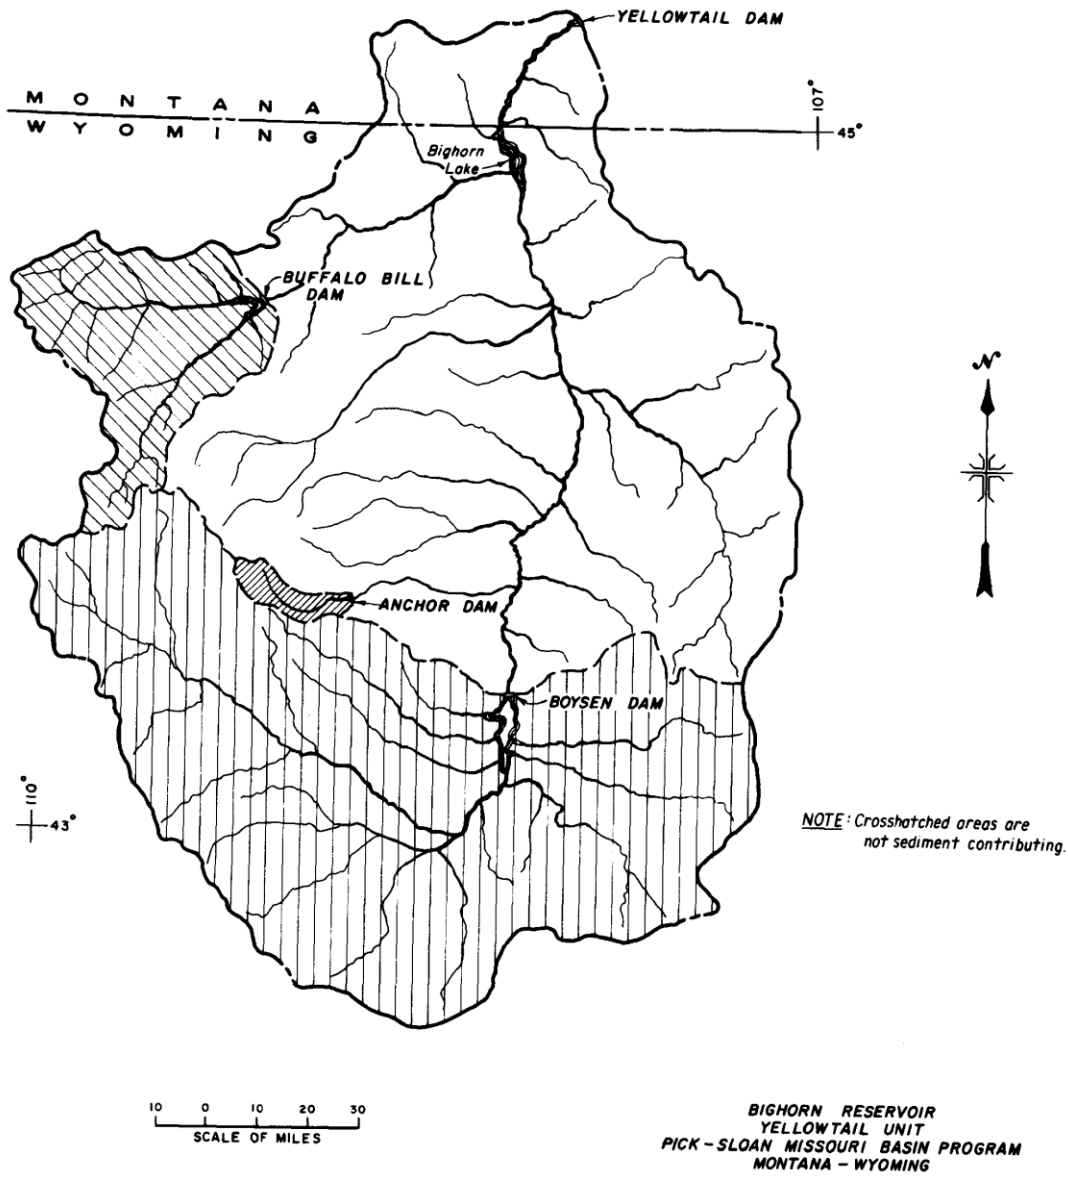 YELLOWTAIL DAM
MONTANA
WYOMING
107°
45°
Bighorn
Lake
BUFFALO BILL
DAM
N
ANCHOR DAM
BOYSEN DAM
110°
43°
NOTE: Crosshatched areas are
not sediment contributing.
10 0 10 20 30
SCALE OF MILES
BIGHORN RESERVOIR
YELLOWTAIL UNIT
PICK-SLOAN MISSOURI BASIN PROGRAM
MONTANA - WYOMING